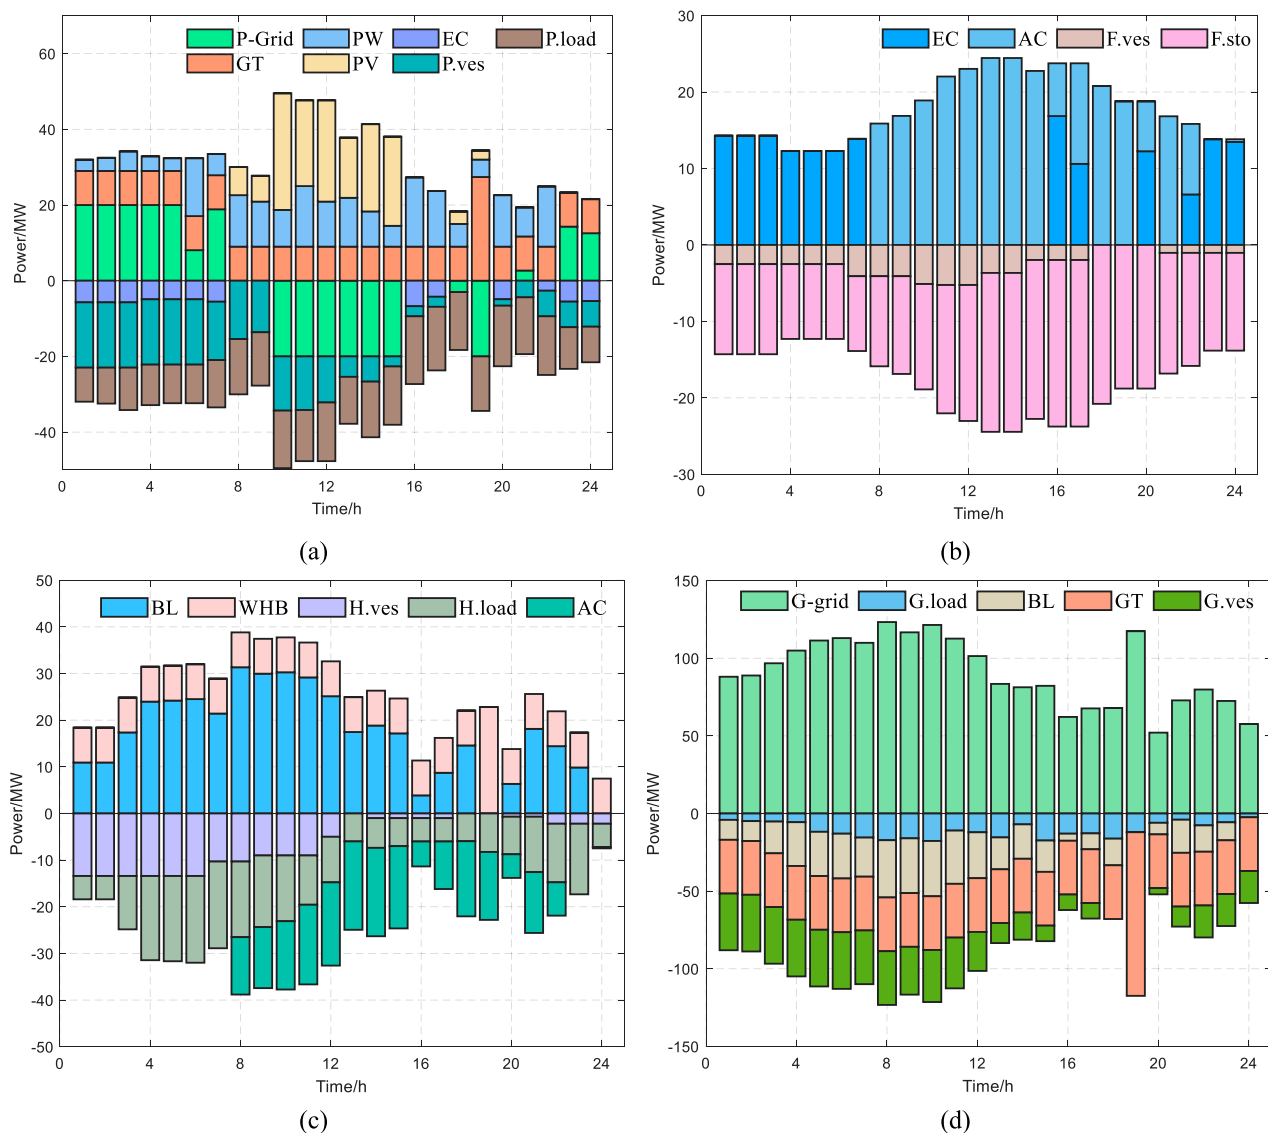 P-Grid PW EC P.load
GT PV P.ves
60
40
20
0
-20
-40
Power/MW
0 4 8 12 16 20 24
Time/h
(a)
EC AC F.ves F.sto
30
20
10
0
-10
-20
-30
Power/MW
0 4 8 12 16 20 24
Time/h
(b)
BL WHB H.ves H.load AC
50
40
30
20
10
0
-10
-20
-30
-40
-50
Power/MW
0 4 8 12 16 20 24
Time/h
(c)
G-grid G.load BL GT G.ves
150
100
50
0
-50
-100
-150
Power/MW
0 4 8 12 16 20 24
Time/h
(d)